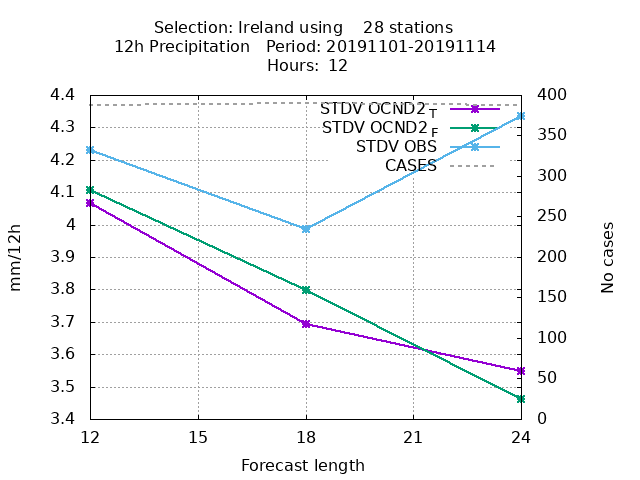 Selection: Ireland using    28 stations
12h Precipitation   Period: 20191101-20191114
Hours:  12
4.4
4.3
4.2
4.1
4
3.9
3.8
3.7
3.6
3.5
3.4
mm/12h
STDV OCND2 T
STDV OCND2 F
STDV OBS
CASES
400
350
300
250
200
150
100
50
0
No cases
12 15 18 21 24
Forecast length